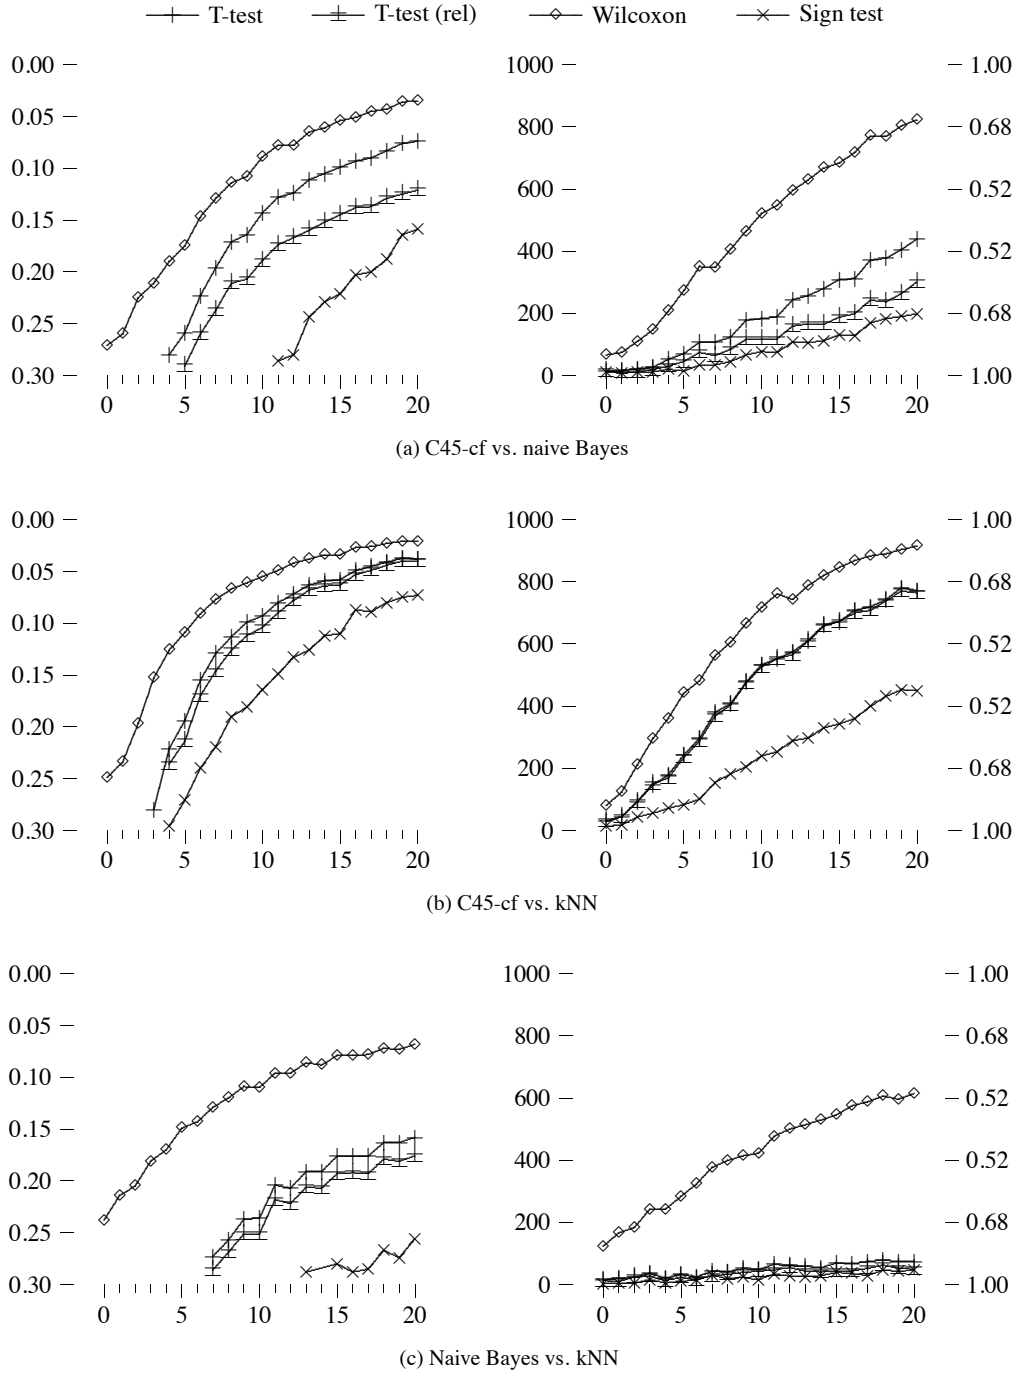 T-test T-test (rel) Wilcoxon Sign test
0.00 1000 1.00
0.05 800 0.68
0.10
0.15 600 0.52
0.20 400 0.52
0.25 200 0.68
0.30 0 1.00
0 5 10 15 20 0 5 10 15 20
(a) C45-cf vs. naive Bayes
0.00 1000 1.00
0.05 800 0.68
0.10
0.15 600 0.52
0.20 400 0.52
0.25 200 0.68
0.30 0 1.00
0 5 10 15 20 0 5 10 15 20
(b) C45-cf vs. kNN
0.00 1000 1.00
0.05 800 0.68
0.10
0.15 600 0.52
0.20 400 0.52
0.25 200 0.68
0.30 0 1.00
0 5 10 15 20 0 5 10 15 20
(c) Naive Bayes vs. kNN